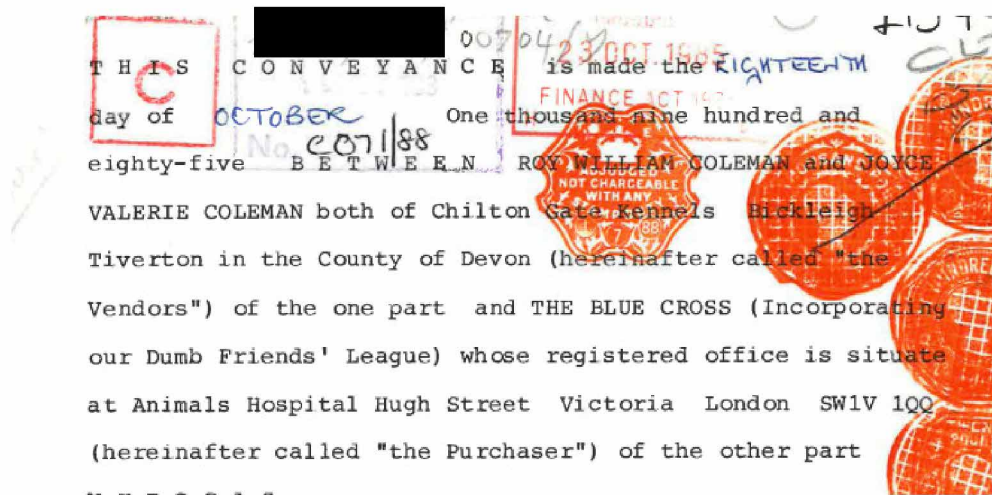 THIS CONVEYANCE is made the EIGHTEENTH
day of OCTOBER One thousand nine hundred and
eighty-five BETWEEN ROY WILLIAM COLEMAN and JOYCE
VALERIE COLEMAN both of Chilton Gate Kennels Bickleigh
Tiverton in the County of Devon (hereinafter called "the
Vendors") of the one part and THE BLUE CROSS (Incorporating
our Dumb Friends' League) whose registered office is situate
at Animals Hospital Hugh Street Victoria London SW1V 1QQ
(hereinafter called "the Purchaser") of the other part
C
23 OCT. 1985
FINANCE ACT
No.
C071/88
NOT CHARGEABLE
WITH ANY
7 88